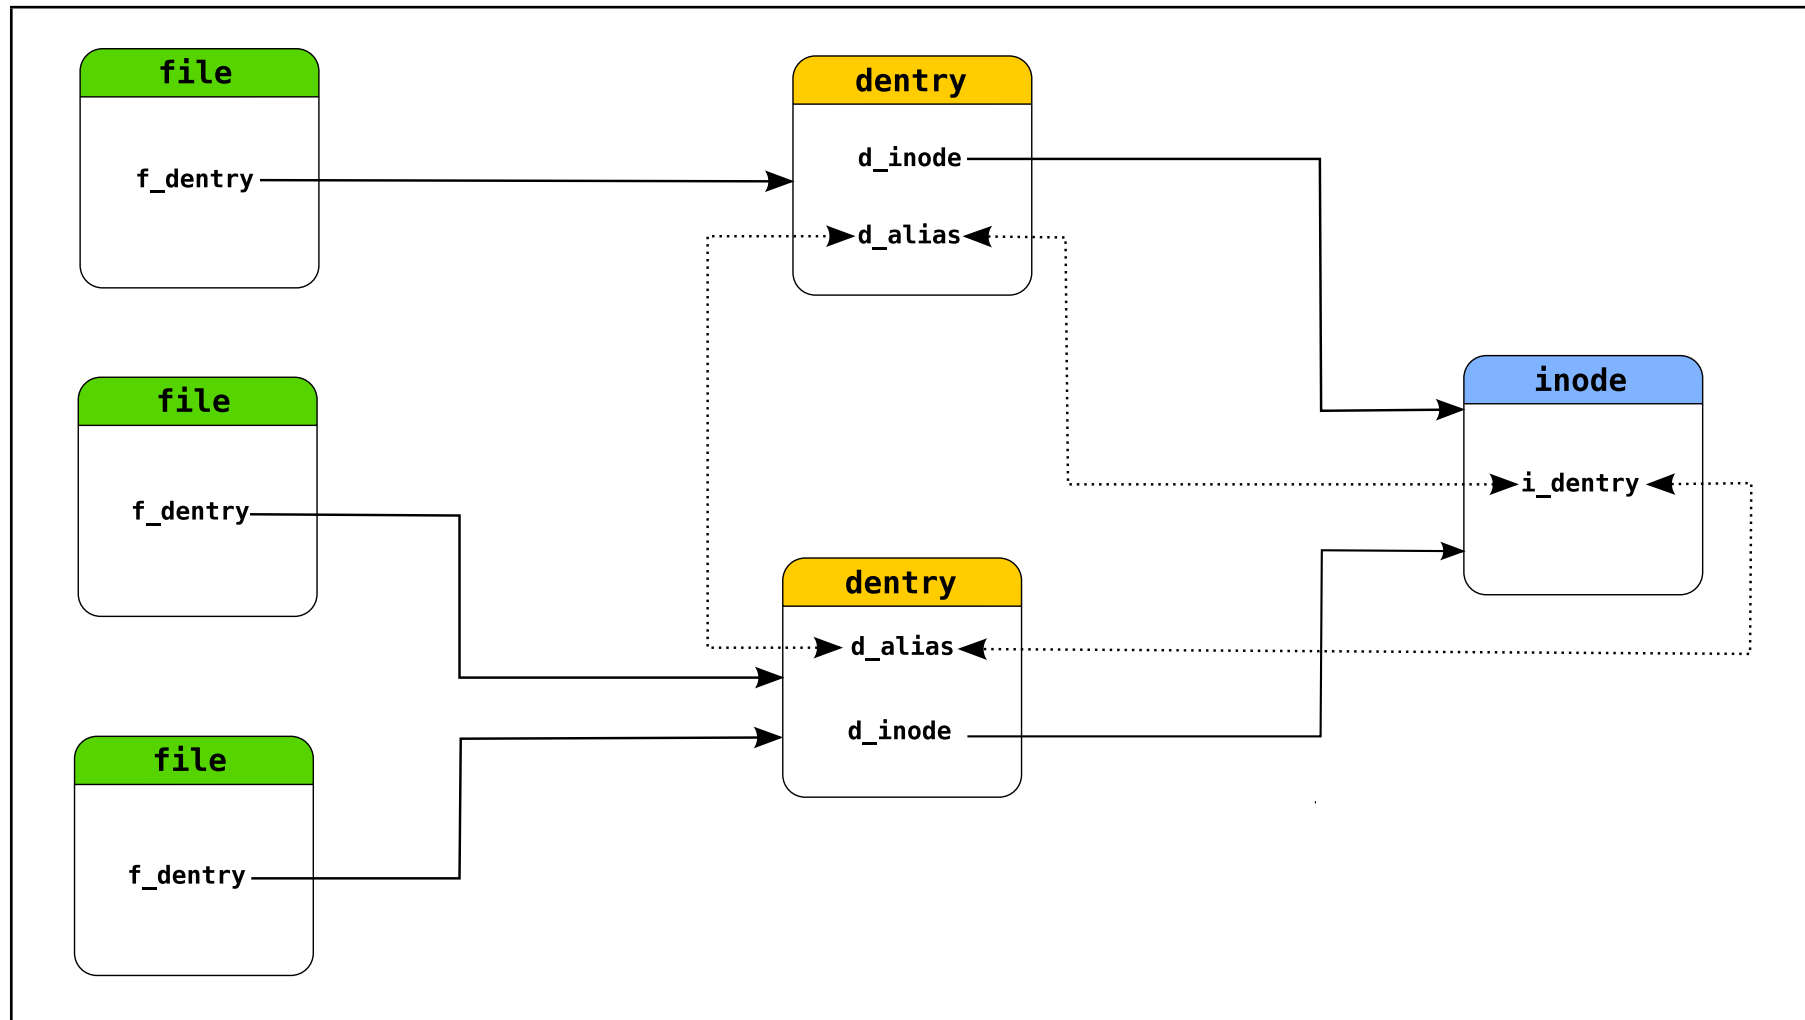 file
f_dentry
file
f_dentry
file
f_dentry
dentry
d_inode
d_alias
dentry
d_alias
d_inode
inode
i_dentry